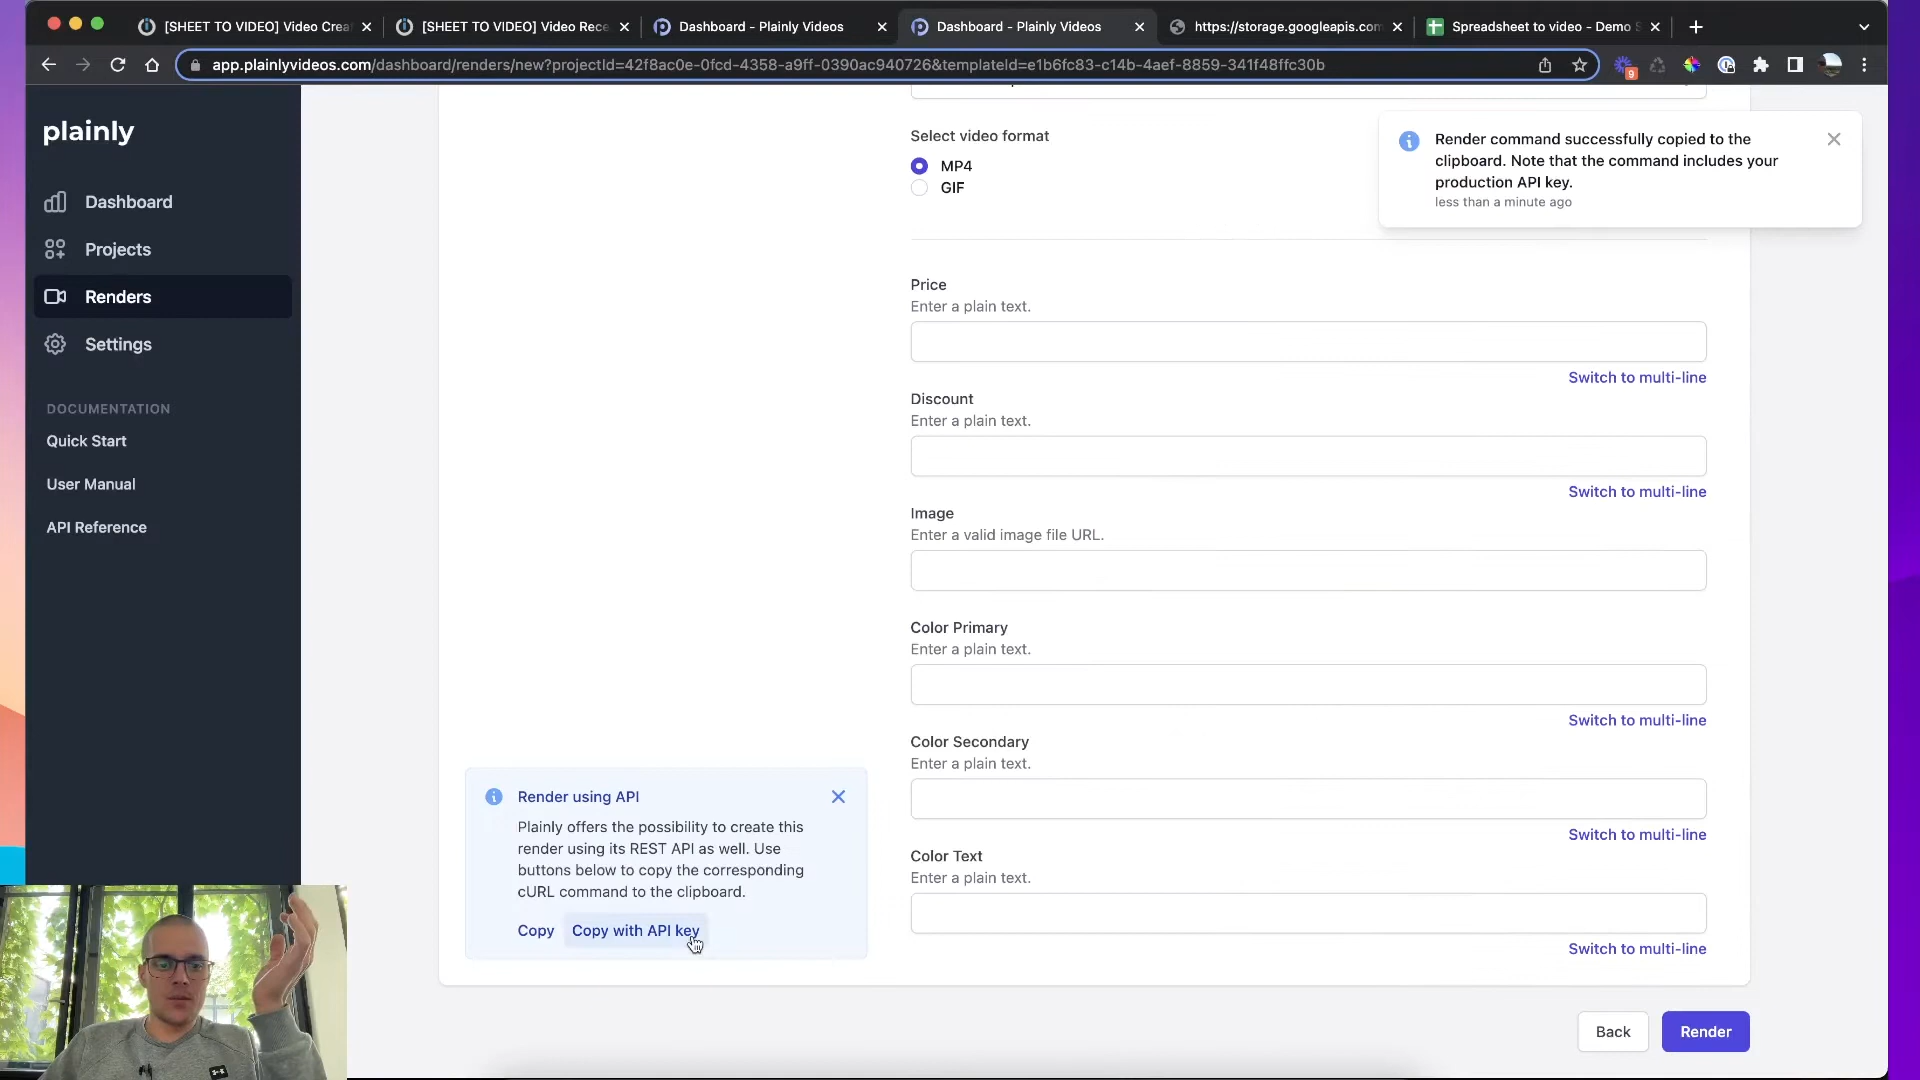 [SHEET TO VIDEO] Video Crea
[SHEET TO VIDEO] Video Rece
Dashboard - Plainly Videos
Dashboard - Plainly Videos
https://storage.googleapis.com
Spreadsheet to video - Demo S
app.plainlyvideos.com/dashboard/renders/new?projectId=42f8ac0e-0fcd-4358-a9ff-0390ac940726&templateId=e1b6fc83-c14b-4aef-8859-341f48ffc30b
9
plainly
Dashboard
Projects
Renders
Settings
DOCUMENTATION
Quick Start
User Manual
API Reference
Select video format
MP4
GIF
Render command successfully copied to the
clipboard. Note that the command includes your
production API key.
less than a minute ago
Price
Enter a plain text.
Switch to multi-line
Discount
Enter a plain text.
Switch to multi-line
Image
Enter a valid image file URL.
Color Primary
Enter a plain text.
Switch to multi-line
Color Secondary
Enter a plain text.
Switch to multi-line
Color Text
Enter a plain text.
Switch to multi-line
Render using API
Plainly offers the possibility to create this
render using its REST API as well. Use
buttons below to copy the corresponding
cURL command to the clipboard.
Copy
Copy with API key
Back
Render